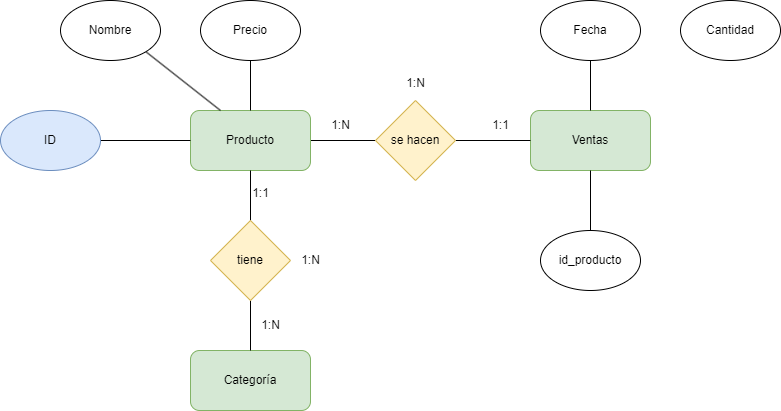 Nombre
Precio
Fecha
Cantidad
1:N
ID
Producto
1:N
se hacen
1:1
Ventas
1:1
tiene
1:N
id_producto
1:N
Categoría